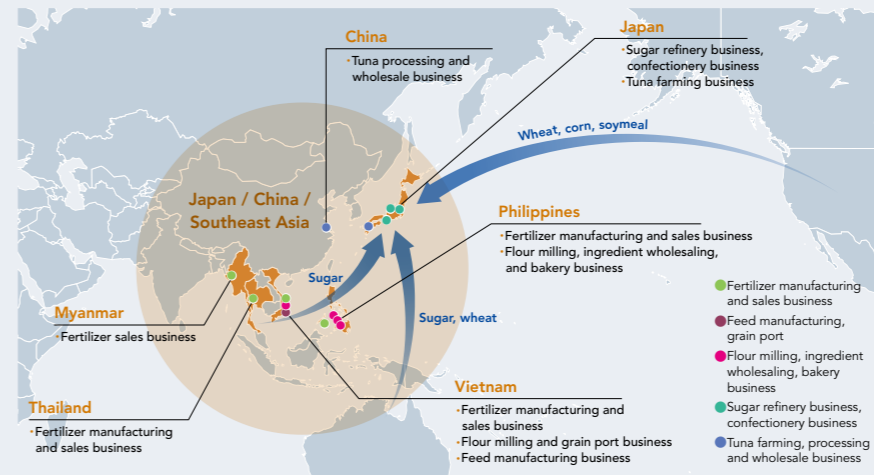 China
・Tuna processing and
wholesale business
Japan
・Sugar refinery business,
confectionery business
・Tuna farming business
Wheat, corn, soymeal
Japan / China /
Southeast Asia
Philippines
・Fertilizer manufacturing and sales business
・Flour milling, ingredient wholesaling,
and bakery business
Sugar
Sugar, wheat
Myanmar
・Fertilizer sales business
Thailand
・Fertilizer manufacturing
and sales business
Vietnam
・Fertilizer manufacturing and
sales business
・Flour milling and grain port business
・Feed manufacturing business
Fertilizer manufacturing
and sales business
Feed manufacturing,
grain port
Flour milling, ingredient
wholesaling, bakery
business
Sugar refinery business,
confectionery business
Tuna farming, processing
and wholesale business